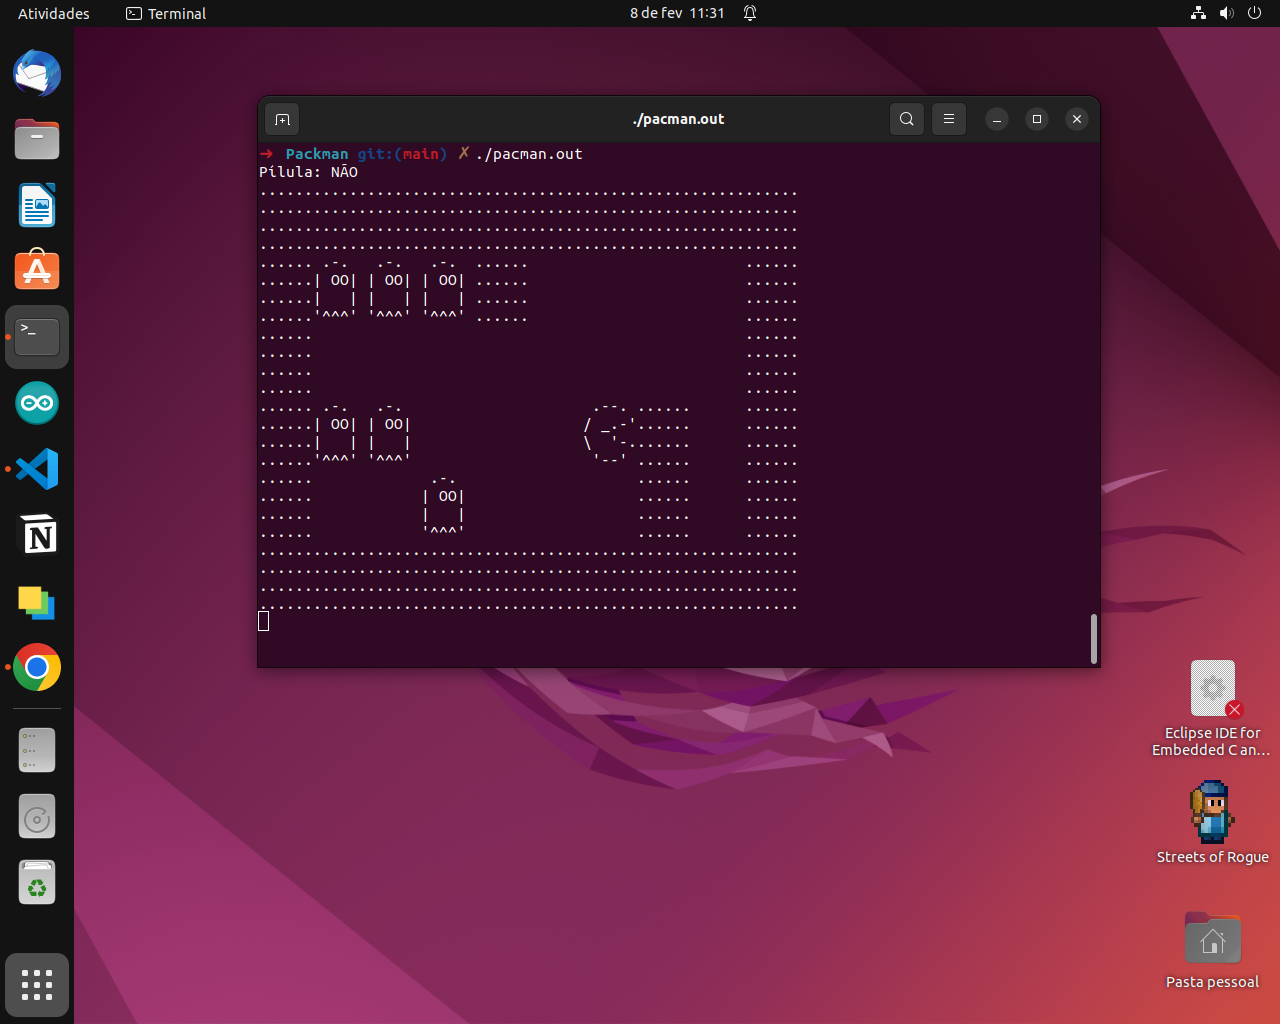 Atividades
Terminal
8 de fev 11:31
./pacman.out
➜ Packman git:(main) ✗ ./pacman.out
Pílula: NÃO
............................................................
............................................................
............................................................
............................................................
...... .-.   .-.   .-.  ......                        ......
......| OO| | OO| | OO| ......                        ......
......|   | |   | |   | ......                        ......
......'^^^' '^^^' '^^^' ......                        ......
......                                                ......
......                                                ......
......                                                ......
......                                                ......
...... .-.   .-.                     .--. ......      ......
......| OO| | OO|                   / _.-'......      ......
......|   | |   |                   \  '-.......      ......
......'^^^' '^^^'                    '--' ......      ......
......             .-.                    ......      ......
......            | OO|                   ......      ......
......            |   |                   ......      ......
......            '^^^'                   ......      ......
............................................................
............................................................
............................................................
............................................................
Eclipse IDE for
Embedded C an...
Streets of Rogue
Pasta pessoal